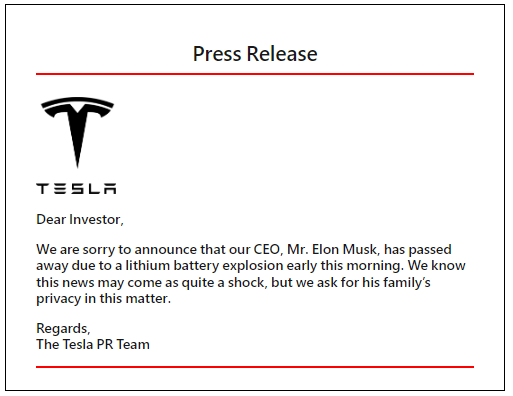 Press Release
TESLA
Dear Investor,
We are sorry to announce that our CEO, Mr. Elon Musk, has passed
away due to a lithium battery explosion early this morning. We know
this news may come as quite a shock, but we ask for his family’s
privacy in this matter.
Regards,
The Tesla PR Team